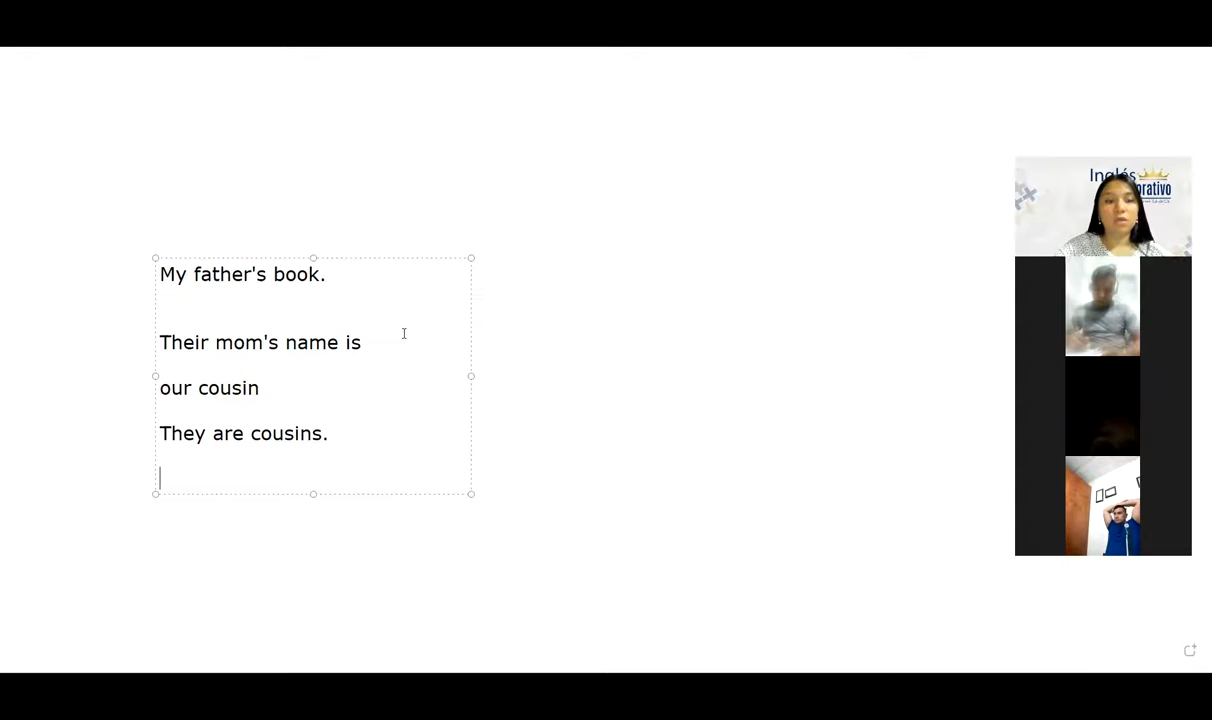 My father's book.
Their mom's name is
our cousin
They are cousins.
Inglés
orativo